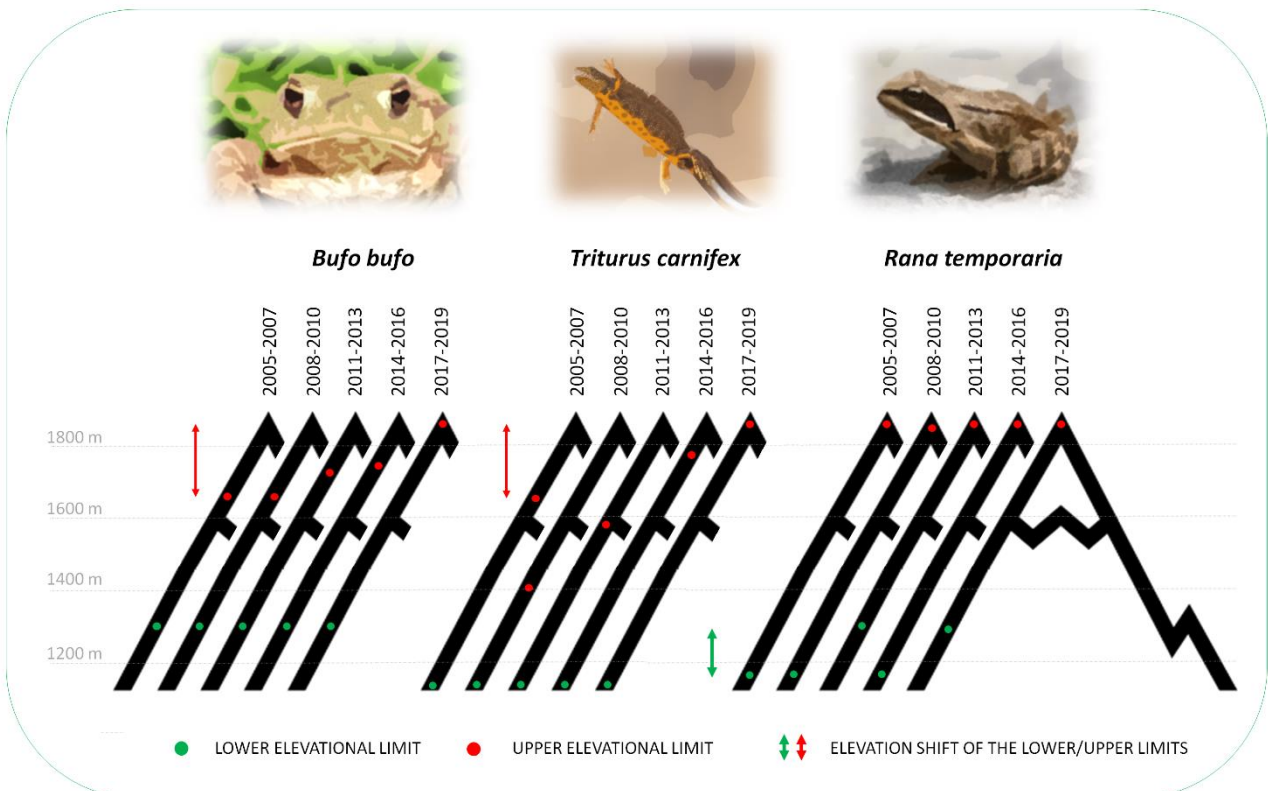 Bufo bufo
Triturus carnifex
Rana temporaria
2005-2007
2008-2010
2011-2013
2014-2016
2017-2019
2005-2007
2008-2010
2011-2013
2014-2016
2017-2019
2005-2007
2008-2010
2011-2013
2014-2016
2017-2019
1800 m
1600 m
1400 m
1200 m
LOWER ELEVATIONAL LIMIT
UPPER ELEVATIONAL LIMIT
ELEVATION SHIFT OF THE LOWER/UPPER LIMITS